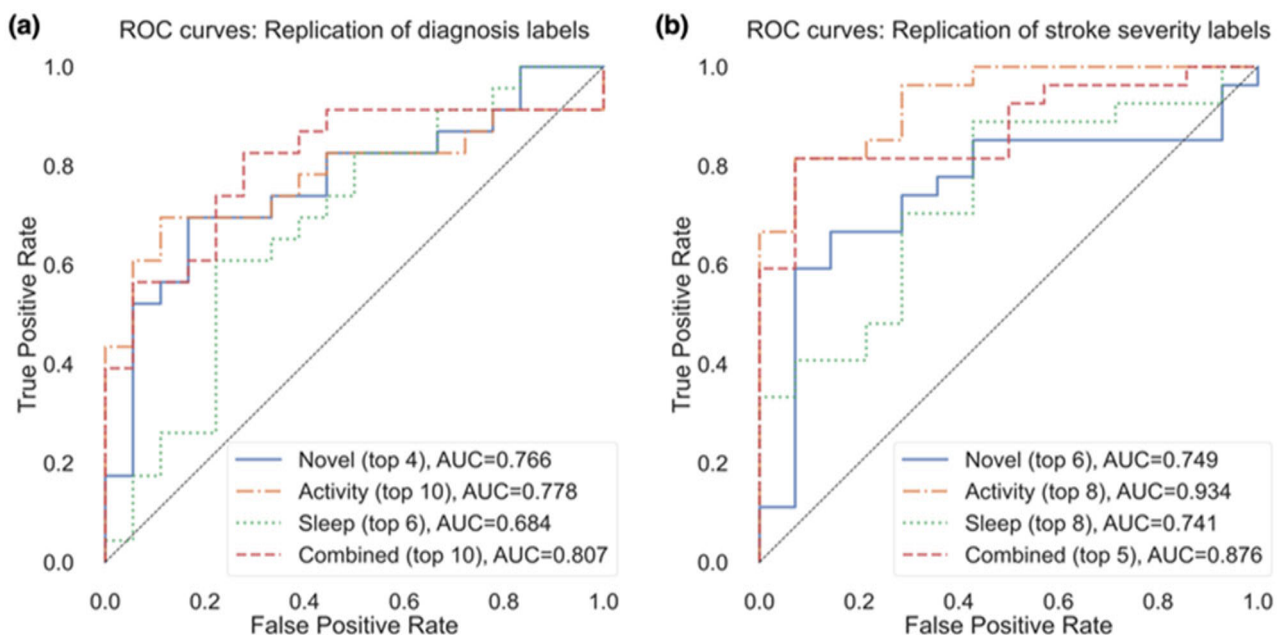 (a)
ROC curves: Replication of diagnosis labels
1.0
0.8
0.6
0.4
0.2
0.0
True Positive Rate
Novel (top 4), AUC=0.766
Activity (top 10), AUC=0.778
Sleep (top 6), AUC=0.684
Combined (top 10), AUC=0.807
0.0 0.2 0.4 0.6 0.8 1.0
False Positive Rate
(b)
ROC curves: Replication of stroke severity labels
1.0
0.8
0.6
0.4
0.2
0.0
True Positive Rate
Novel (top 6), AUC=0.749
Activity (top 8), AUC=0.934
Sleep (top 8), AUC=0.741
Combined (top 5), AUC=0.876
0.0 0.2 0.4 0.6 0.8 1.0
False Positive Rate